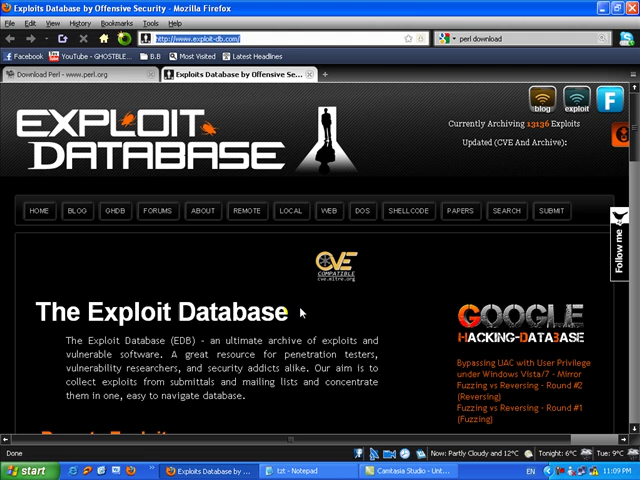 Exploits Database by Offensive Security - Mozilla Firefox
File Edit View History Bookmarks Tools Help
http://www.exploit-db.com/
perl download
Facebook YouTube - GHOSTBLE... B.B Most Visited Latest Headlines
Download Perl - www.perl.org
Exploits Database by Offensive Se...
EXPLOIT
DATABASE
blog
exploit
Currently Archiving 13136 Exploits
Updated (CVE And Archive):
HOME BLOG GHDB FORUMS ABOUT REMOTE LOCAL WEB DOS SHELLCODE PAPERS SEARCH SUBMIT
Follow me
CVE
COMPATIBLE
cve.mitre.org
The Exploit Database
The Exploit Database (EDB) - an ultimate archive of exploits and
vulnerable software. A great resource for penetration testers,
vulnerability researchers, and security addicts alike. Our aim is to
collect exploits from submittals and mailing lists and concentrate
them in one, easy to navigate database.
GOOGLE
HACKING-DATABASE
Bypassing UAC with User Privilege
under Windows Vista/7 - Mirror
Fuzzing vs Reversing - Round #2
(Reversing)
Fuzzing vs Reversing - Round #1
(Fuzzing)
Done
Now: Partly Cloudy and 12°C
Tonight: 6°C
Tue: 9°C
start
Exploits Database by ...
tzt - Notepad
Camtasia Studio - Unt...
EN
11:09 PM